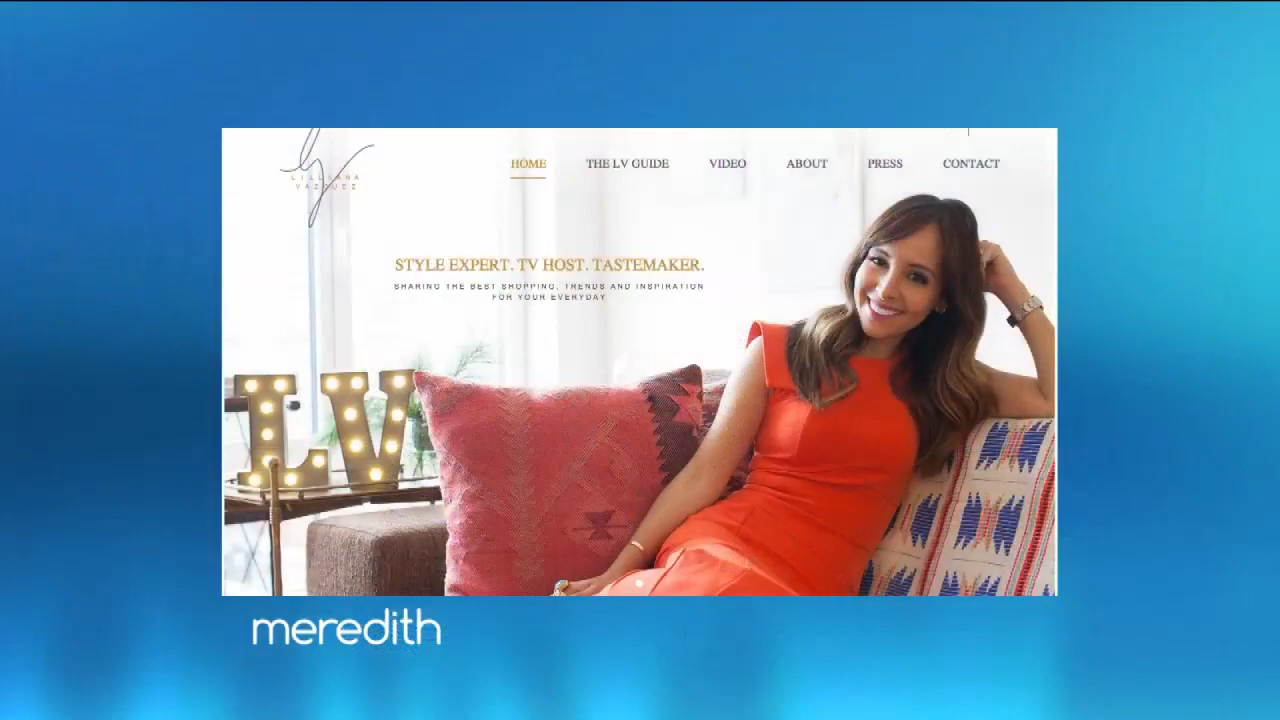 lv
LILLIANA
VAZQUEZ
HOME THE LV GUIDE VIDEO ABOUT PRESS CONTACT
STYLE EXPERT. TV HOST. TASTEMAKER.
SHARING THE BEST SHOPPING, TRENDS AND INSPIRATION
FOR YOUR EVERYDAY
LV
meredith